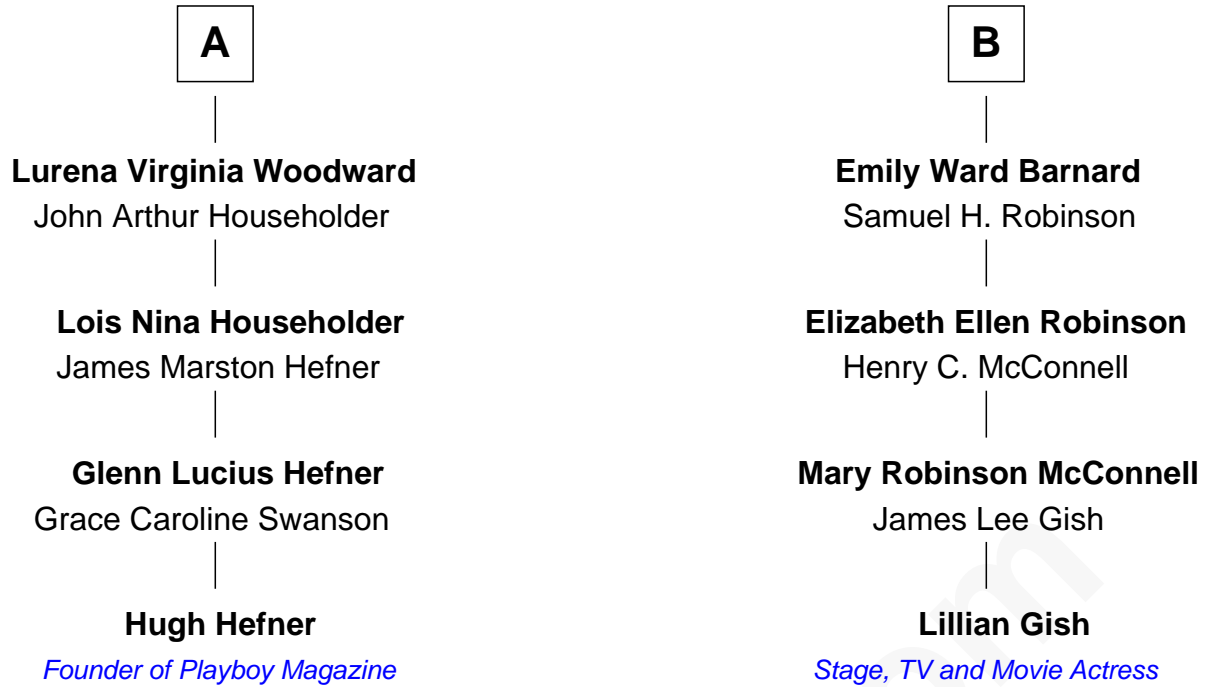 A
Lurena Virginia Woodward
John Arthur Householder
Lois Nina Householder
James Marston Hefner
Glenn Lucius Hefner
Grace Caroline Swanson
Hugh Hefner
Founder of Playboy Magazine
B
Emily Ward Barnard
Samuel H. Robinson
Elizabeth Ellen Robinson
Henry C. McConnell
Mary Robinson McConnell
James Lee Gish
Lillian Gish
Stage, TV and Movie Actress